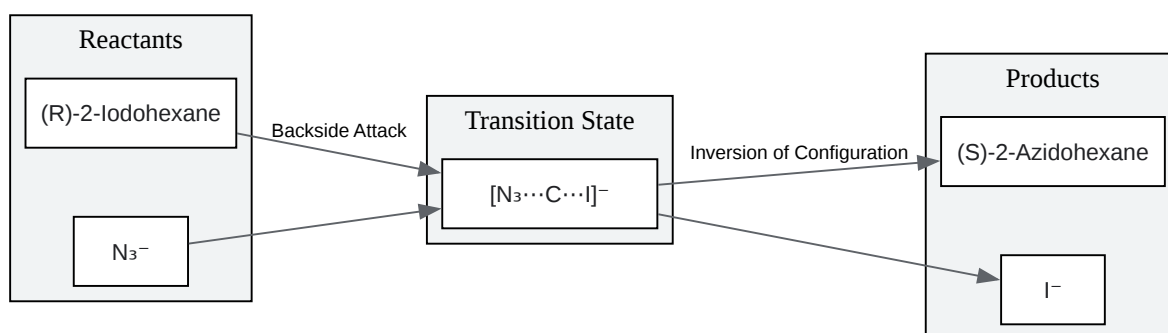 Reactants
(R)-2-Iodohexane
N₃⁻
Backside Attack
Transition State
[N₃⋯C⋯I]⁻
Inversion of Configuration
Products
(S)-2-Azidohexane
I⁻